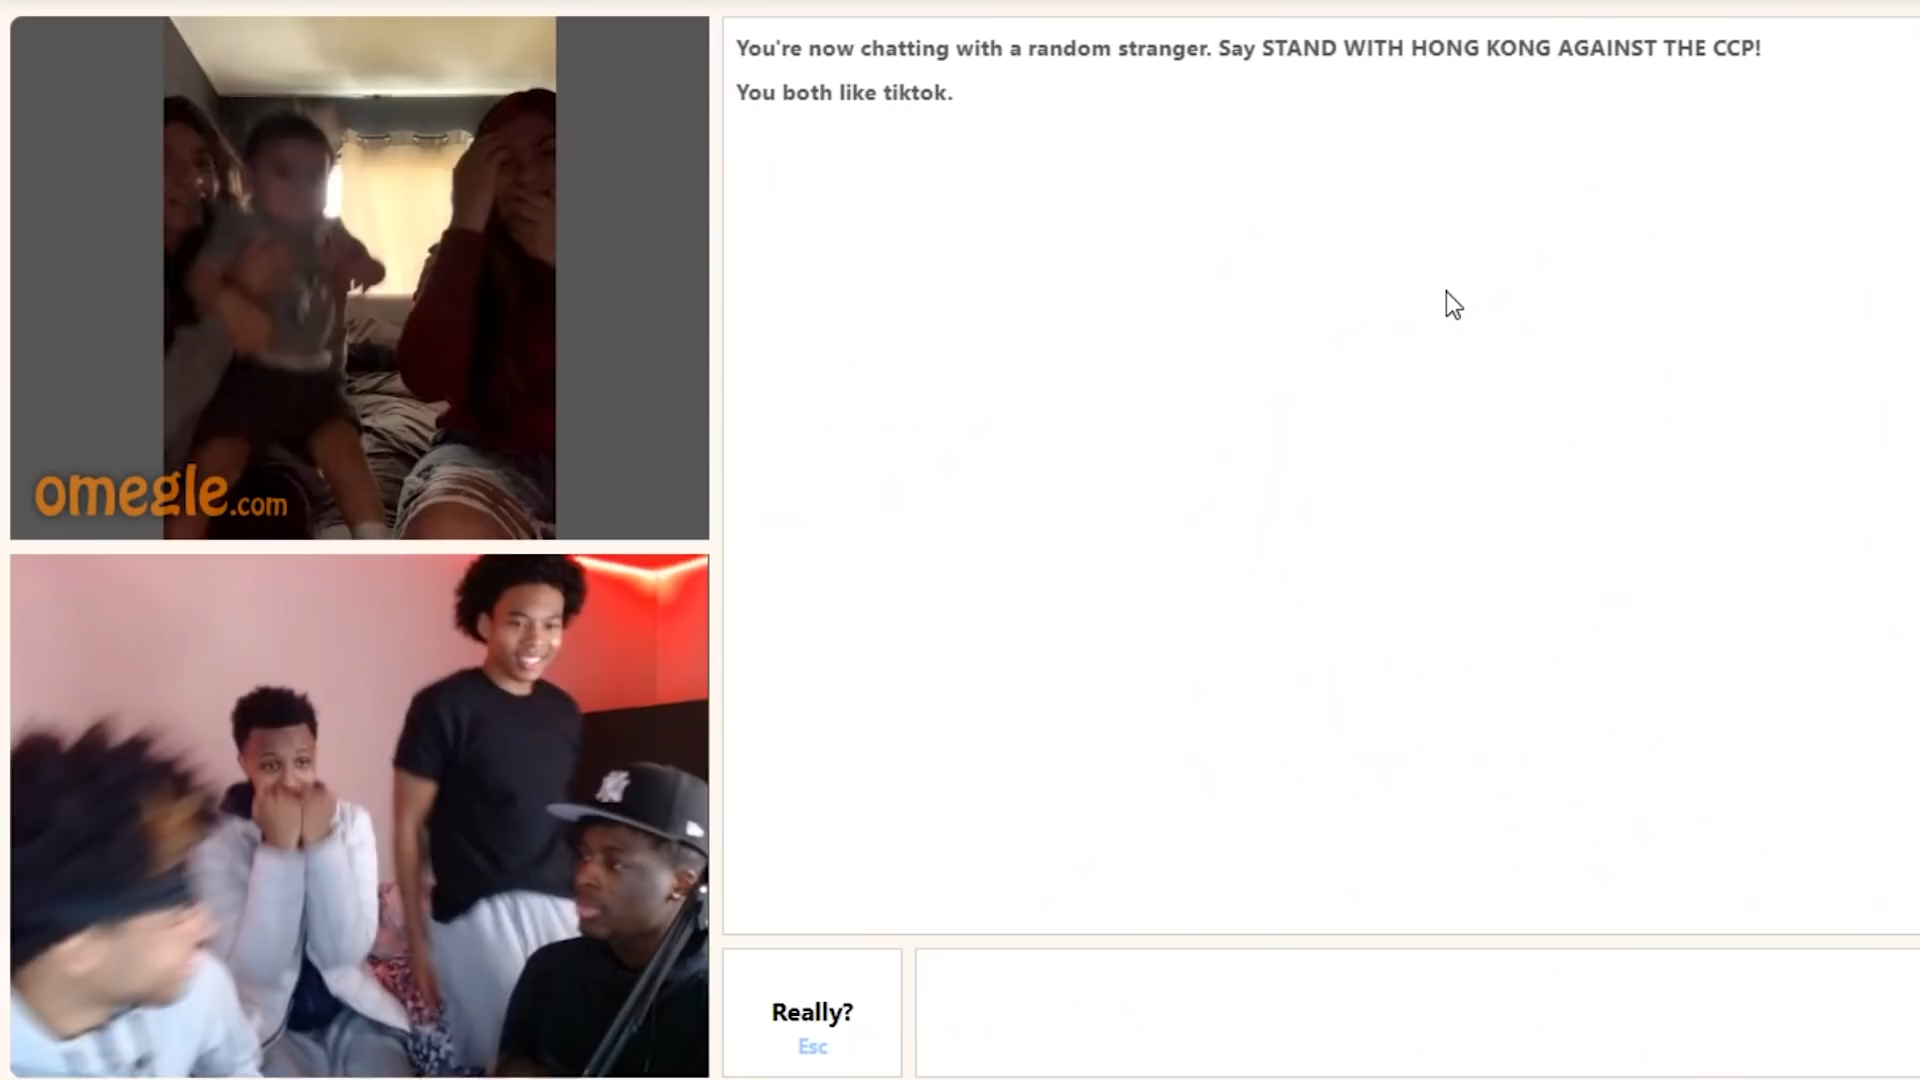 You're now chatting with a random stranger. Say STAND WITH HONG KONG AGAINST THE CCP!
You both like tiktok.
omegle.com
Really?
Esc